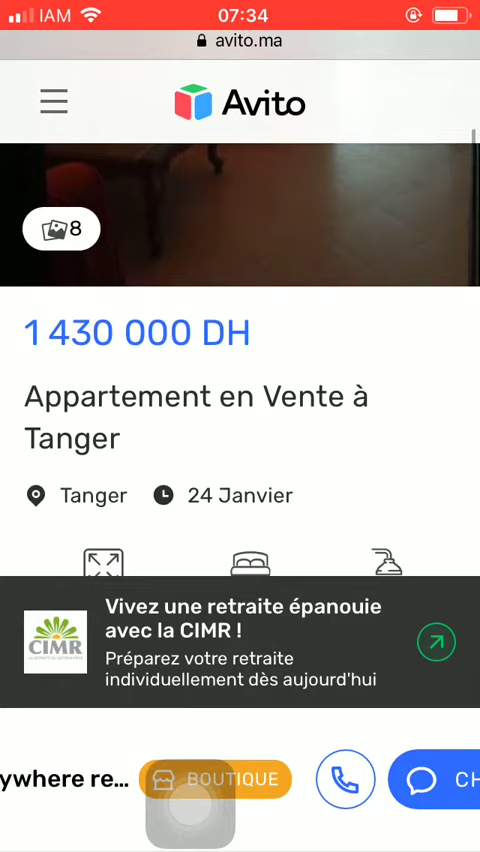 IAM 07:34
avito.ma
Avito
8
1 430 000 DH
Appartement en Vente à
Tanger
Tanger 24 Janvier
CIMR
Vivez une retraite épanouie
avec la CIMR !
Préparez votre retraite
individuellement dès aujourd'hui
ywhere re... BOUTIQUE CH